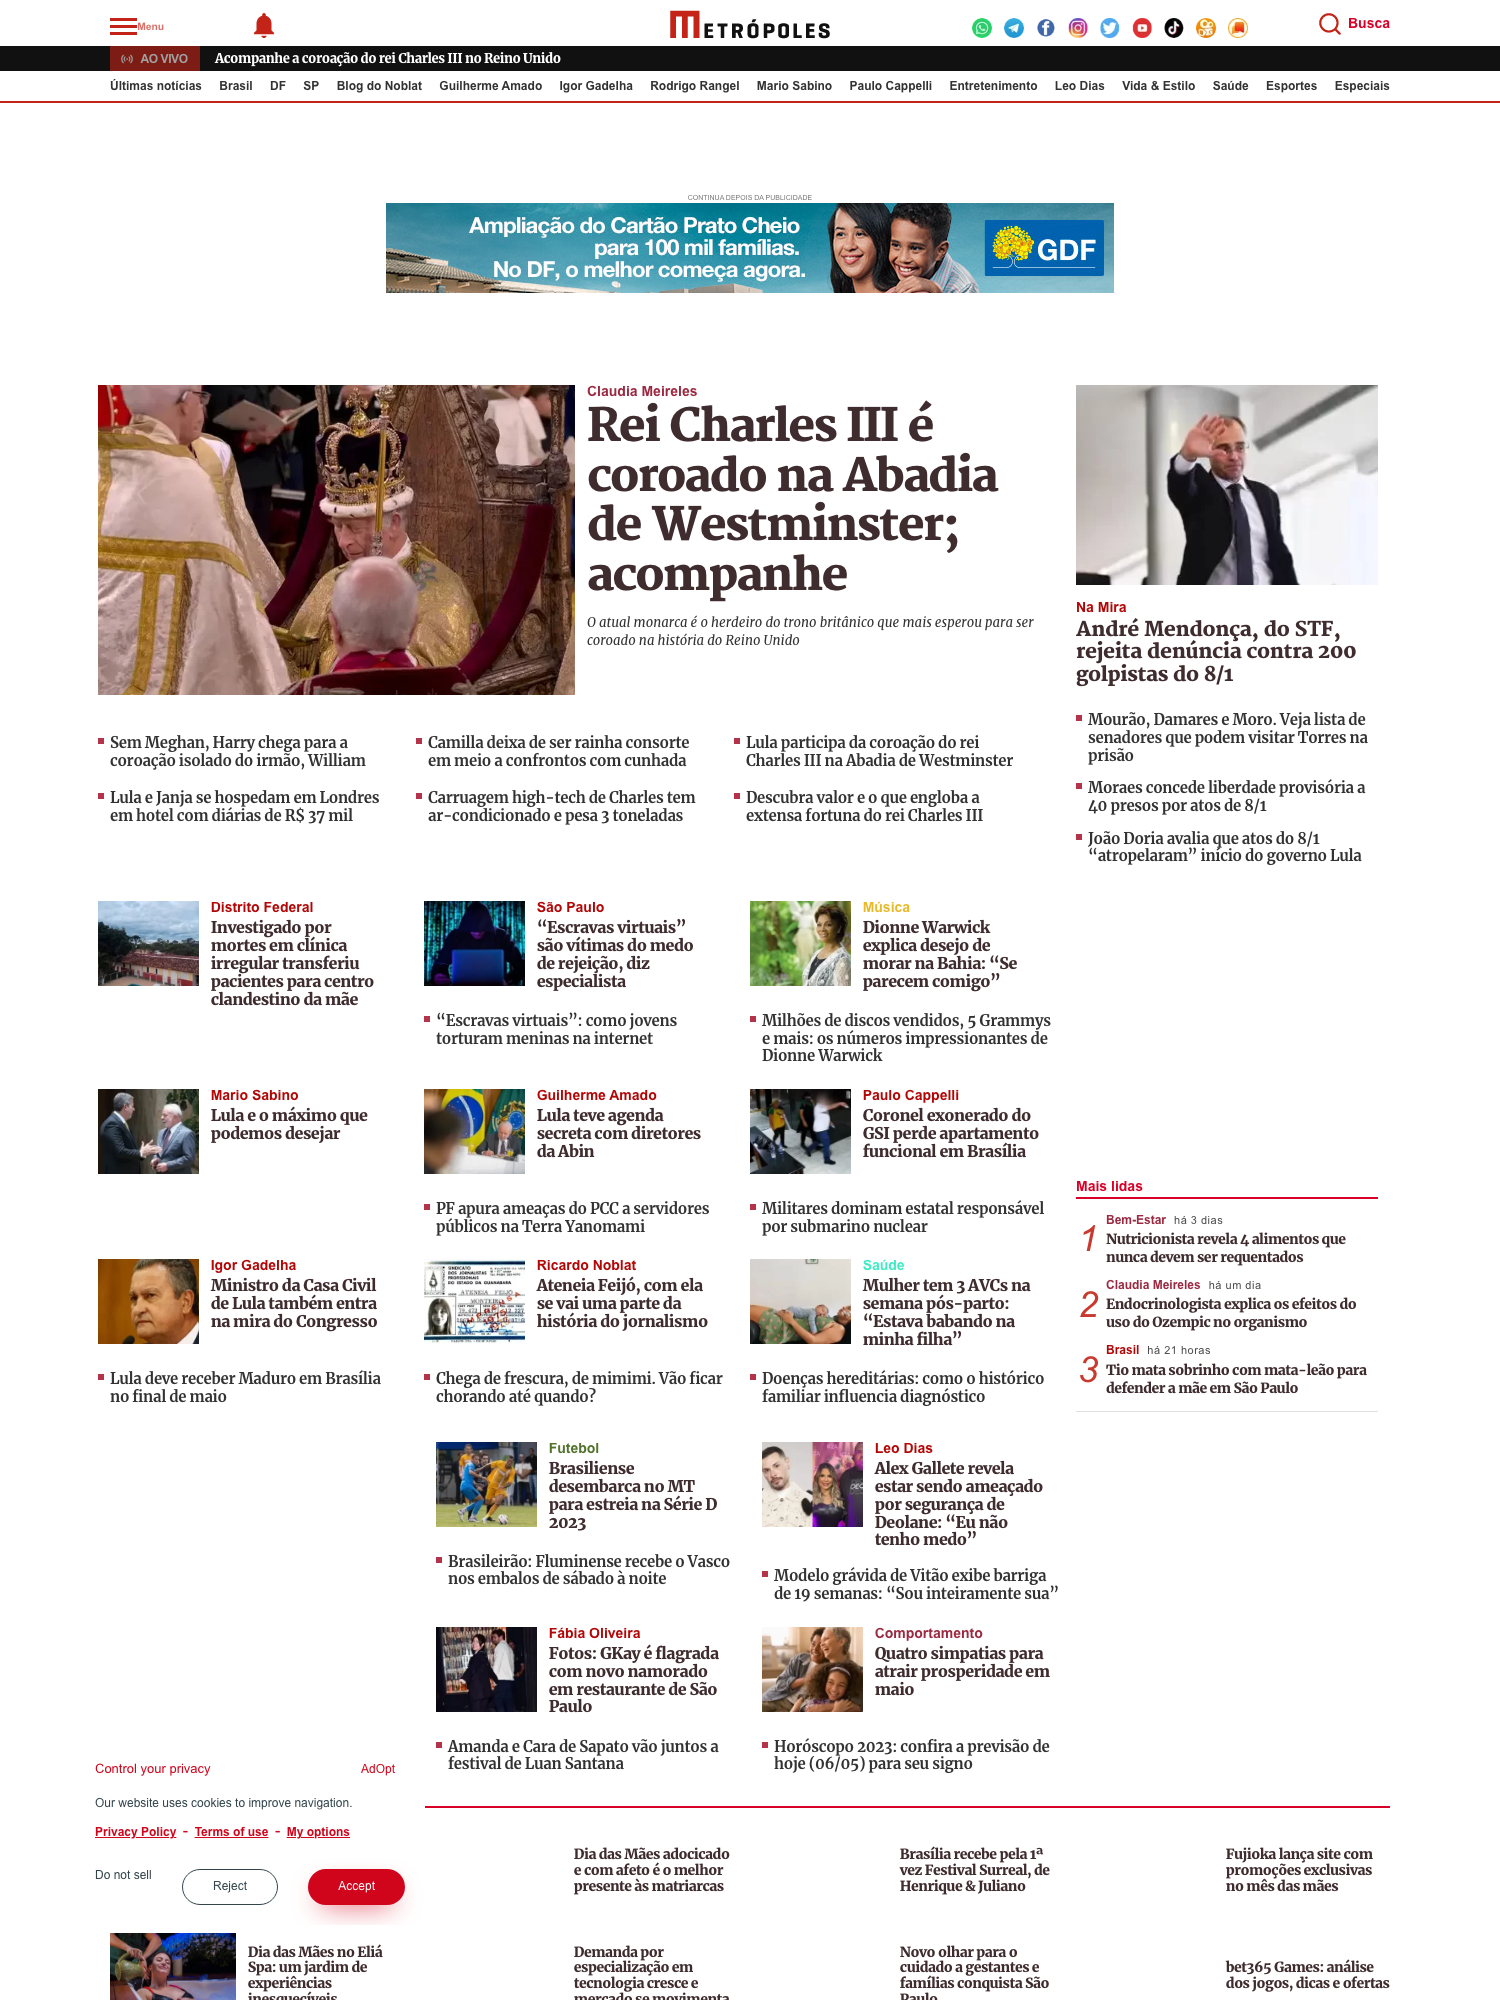 Menu
METRÓPOLES
Busca
AO VIVO
Acompanhe a coroação do rei Charles III no Reino Unido
Últimas notícias Brasil DF SP Blog do Noblat Guilherme Amado Igor Gadelha Rodrigo Rangel Mario Sabino Paulo Cappelli Entretenimento Leo Dias Vida & Estilo Saúde Esportes Especiais
CONTINUA DEPOIS DA PUBLICIDADE
Ampliação do Cartão Prato Cheio
para 100 mil famílias.
No DF, o melhor começa agora.
GDF
Claudia Meireles
Rei Charles III é
coroado na Abadia
de Westminster;
acompanhe
O atual monarca é o herdeiro do trono britânico que mais esperou para ser
coroado na história do Reino Unido
Na Mira
André Mendonça, do STF,
rejeita denúncia contra 200
golpistas do 8/1
Mourão, Damares e Moro. Veja lista de
senadores que podem visitar Torres na
prisão
Moraes concede liberdade provisória a
40 presos por atos de 8/1
João Doria avalia que atos do 8/1
“atropelaram” início do governo Lula
Sem Meghan, Harry chega para a
coroação isolado do irmão, William
Camilla deixa de ser rainha consorte
em meio a confrontos com cunhada
Lula participa da coroação do rei
Charles III na Abadia de Westminster
Lula e Janja se hospedam em Londres
em hotel com diárias de R$ 37 mil
Carruagem high-tech de Charles tem
ar-condicionado e pesa 3 toneladas
Descubra valor e o que engloba a
extensa fortuna do rei Charles III
Distrito Federal
Investigado por
mortes em clínica
irregular transferiu
pacientes para centro
clandestino da mãe
São Paulo
“Escravas virtuais”
são vítimas do medo
de rejeição, diz
especialista
“Escravas virtuais”: como jovens
torturam meninas na internet
Música
Dionne Warwick
explica desejo de
morar na Bahia: “Se
parecem comigo”
Milhões de discos vendidos, 5 Grammys
e mais: os números impressionantes de
Dionne Warwick
Mario Sabino
Lula e o máximo que
podemos desejar
Guilherme Amado
Lula teve agenda
secreta com diretores
da Abin
PF apura ameaças do PCC a servidores
públicos na Terra Yanomami
Paulo Cappelli
Coronel exonerado do
GSI perde apartamento
funcional em Brasília
Militares dominam estatal responsável
por submarino nuclear
Mais lidas
1
Bem-Estar há 3 dias
Nutricionista revela 4 alimentos que
nunca devem ser requentados
2
Claudia Meireles há um dia
Endocrinologista explica os efeitos do
uso do Ozempic no organismo
3
Brasil há 21 horas
Tio mata sobrinho com mata-leão para
defender a mãe em São Paulo
Igor Gadelha
Ministro da Casa Civil
de Lula também entra
na mira do Congresso
Lula deve receber Maduro em Brasília
no final de maio
Ricardo Noblat
Ateneia Feijó, com ela
se vai uma parte da
história do jornalismo
Chega de frescura, de mimimi. Vão ficar
chorando até quando?
Saúde
Mulher tem 3 AVCs na
semana pós-parto:
“Estava babando na
minha filha”
Doenças hereditárias: como o histórico
familiar influencia diagnóstico
Futebol
Brasiliense
desembarca no MT
para estreia na Série D
2023
Brasileirão: Fluminense recebe o Vasco
nos embalos de sábado à noite
Leo Dias
Alex Gallete revela
estar sendo ameaçado
por segurança de
Deolane: “Eu não
tenho medo”
Modelo grávida de Vitão exibe barriga
de 19 semanas: “Sou inteiramente sua”
Fábia Oliveira
Fotos: GKay é flagrada
com novo namorado
em restaurante de São
Paulo
Amanda e Cara de Sapato vão juntos a
festival de Luan Santana
Comportamento
Quatro simpatias para
atrair prosperidade em
maio
Horóscopo 2023: confira a previsão de
hoje (06/05) para seu signo
Control your privacy
AdOpt
Our website uses cookies to improve navigation.
Privacy Policy - Terms of use - My options
Do not sell
Reject
Accept
Dia das Mães adocicado
e com afeto é o melhor
presente às matriarcas
Brasília recebe pela 1ª
vez Festival Surreal, de
Henrique & Juliano
Fujioka lança site com
promoções exclusivas
no mês das mães
Dia das Mães no Eliá
Spa: um jardim de
experiências
inesquecíveis
Demanda por
especialização em
tecnologia cresce e
mercado se movimenta
Novo olhar para o
cuidado a gestantes e
famílias conquista São
Paulo
bet365 Games: análise
dos jogos, dicas e ofertas